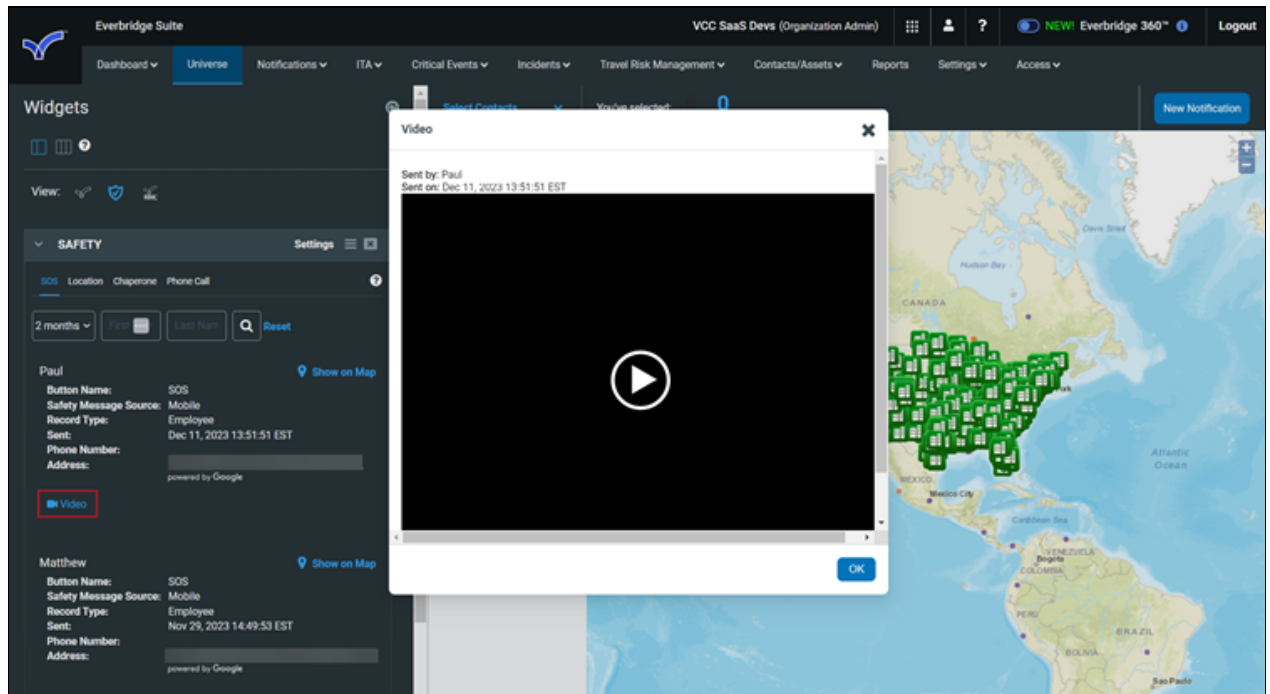 Everbridge Suite
VCC SaaS Devs (Organization Admin)
?
NEW! Everbridge 360™
Logout
Dashboard
Universe
Notifications
ITA
Critical Events
Incidents
Travel Risk Management
Contacts/Assets
Reports
Settings
Access
Widgets
Select Contacts
You've selected:
0
New Notification
View:
SAFETY
Settings
SOS Location Chaperone Phone Call
2 months
First
Last Nam
Reset
Paul
Show on Map
Button Name: SOS
Safety Message Source: Mobile
Record Type: Employee
Sent: Dec 11, 2023 13:51:51 EST
Phone Number:
Address:
powered by Google
Video
Matthew
Show on Map
Button Name: SOS
Safety Message Source: Mobile
Record Type: Employee
Sent: Nov 29, 2023 14:49:53 EST
Phone Number:
Address:
powered by Google
Video
Sent by: Paul
Sent on: Dec 11, 2023 13:51:51 EST
OK
Davis Strait
Hudson Bay
CANADA
York
Atlantic
Ocean
MEXICO
Mexico City
Caribbean Sea
VENEZUELA
Bogota
COLOMBIA
PERU
BRAZIL
BOLIVIA
Sao Paulo